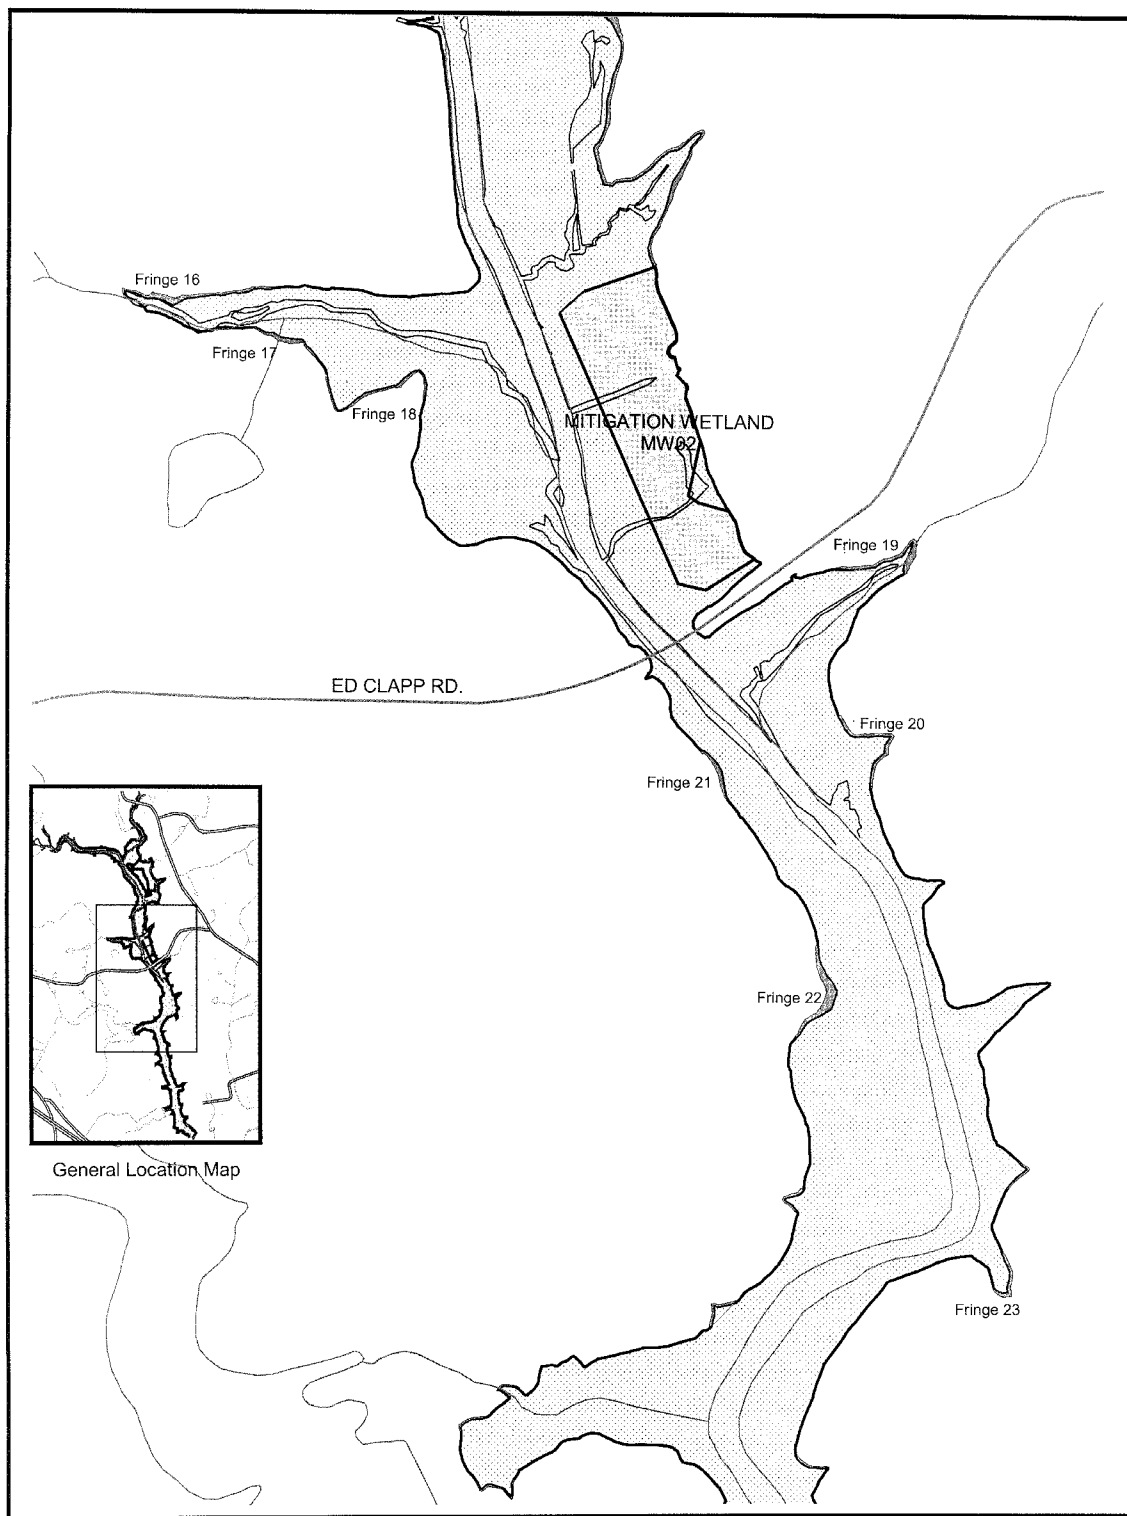 Fringe 16
Fringe 17
Fringe 18
MITIGATION WETLAND
MW02
Fringe 19
ED CLAPP RD.
Fringe 20
Fringe 21
Fringe 22
General Location Map
Fringe 23